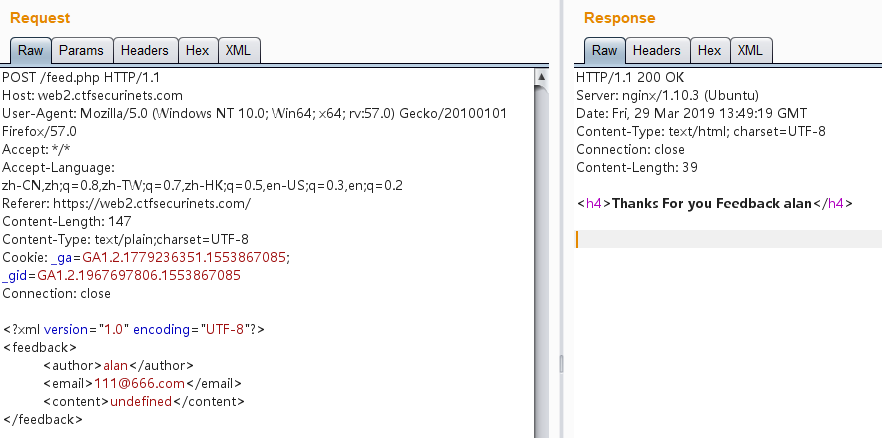 Request
Raw Params Headers Hex XML
POST /feed.php HTTP/1.1
Host: web2.ctfsecurinets.com
User-Agent: Mozilla/5.0 (Windows NT 10.0; Win64; x64; rv:57.0) Gecko/20100101
Firefox/57.0
Accept: */*
Accept-Language:
zh-CN,zh;q=0.8,zh-TW;q=0.7,zh-HK;q=0.5,en-US;q=0.3,en;q=0.2
Referer: https://web2.ctfsecurinets.com/
Content-Length: 147
Content-Type: text/plain;charset=UTF-8
Cookie: _ga=GA1.2.1779236351.1553867085;
_gid=GA1.2.1967697806.1553867085
Connection: close
<?xml version="1.0" encoding="UTF-8"?>
<feedback>
<author>alan</author>
<email>111@666.com</email>
<content>undefined</content>
</feedback>
Response
Raw Headers Hex XML
HTTP/1.1 200 OK
Server: nginx/1.10.3 (Ubuntu)
Date: Fri, 29 Mar 2019 13:49:19 GMT
Content-Type: text/html; charset=UTF-8
Connection: close
Content-Length: 39
<h4>Thanks For you Feedback alan</h4>